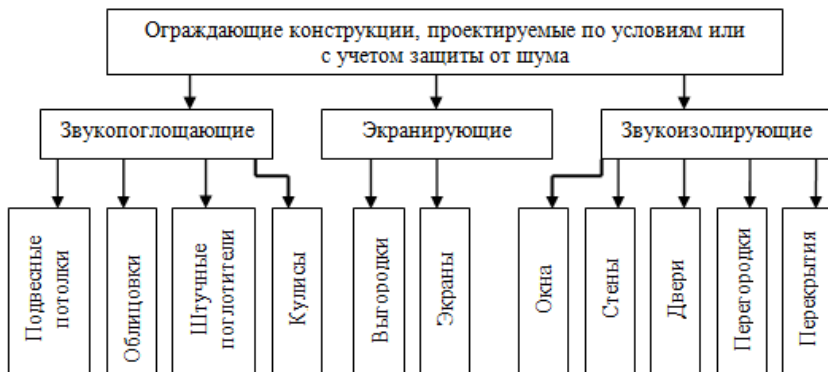 Ограждающие конструкции, проектируемые по условиям или
с учетом защиты от шума
Звукопоглощающие
Экранирующие
Звукоизолирующие
Подвесные
потолки
Облицовки
Штучные
поглотители
Кулисы
Выгородки
Экраны
Окна
Стены
Двери
Перегородки
Перекрытия